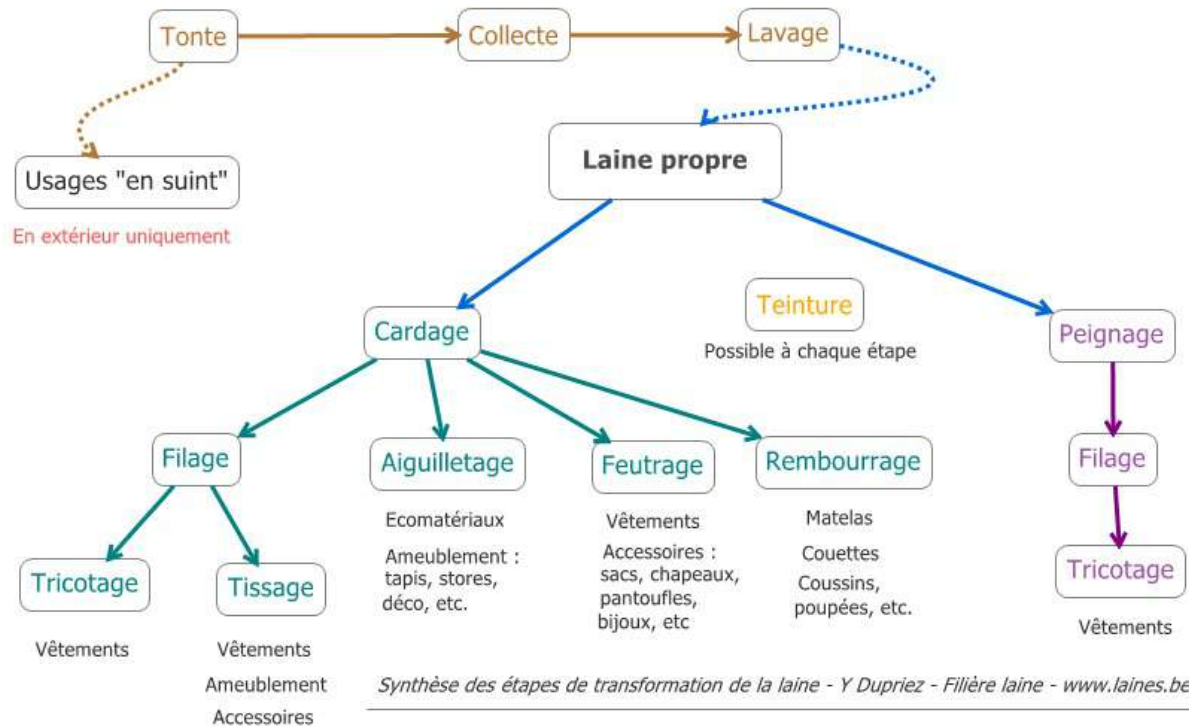 Tonte
Collecte
Lavage
Laine propre
Usages "en suint"
En extérieur uniquement
Teinture
Possible à chaque étape
Cardage
Peignage
Filage
Aiguilletage
Feutrage
Rembourrage
Filage
Ecomatériaux
Ameublement :
tapis, stores,
déco, etc.
Vêtements
Accessoires :
sacs, chapeaux,
pantoufles,
bijoux, etc
Matelas
Couettes
Coussins,
poupées, etc.
Tricotage
Tissage
Tricotage
Vêtements
Vêtements
Ameublement
Accessoires
Vêtements
Synthèse des étapes de transformation de la laine - Y Dupriez - Filière laine - www.laines.be